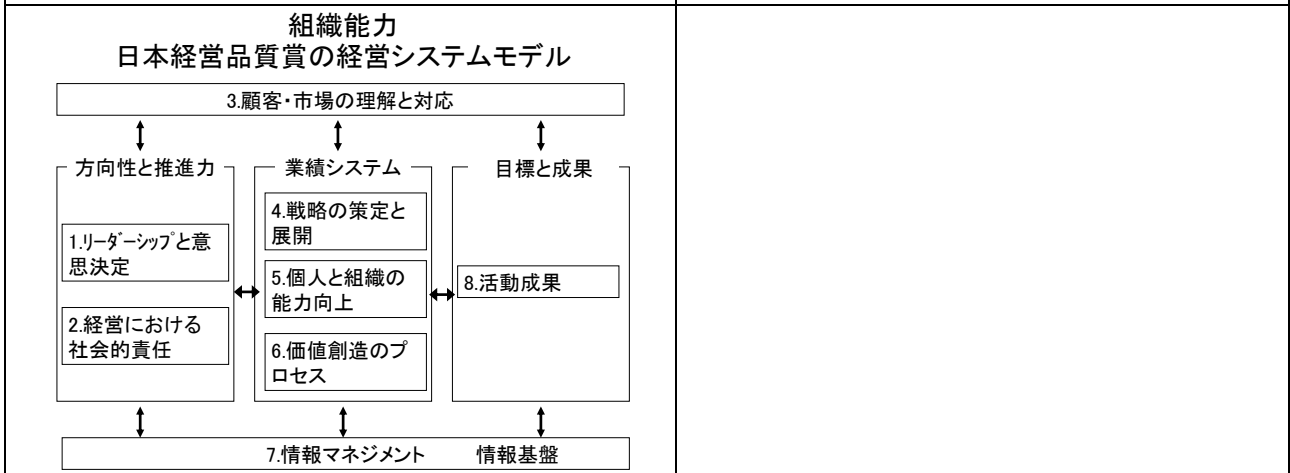 組織能力
日本経営品質賞の経営システムモデル
3.顧客・市場の理解と対応
方向性と推進力
1.ﾘｰﾀﾞｰｼｯﾌﾟと意
思決定
2.経営における
社会的責任
業績システム
4.戦略の策定と
展開
5.個人と組織の
能力向上
6.価値創造のプ
ロセス
目標と成果
8.活動成果
7.情報マネジメント 情報基盤